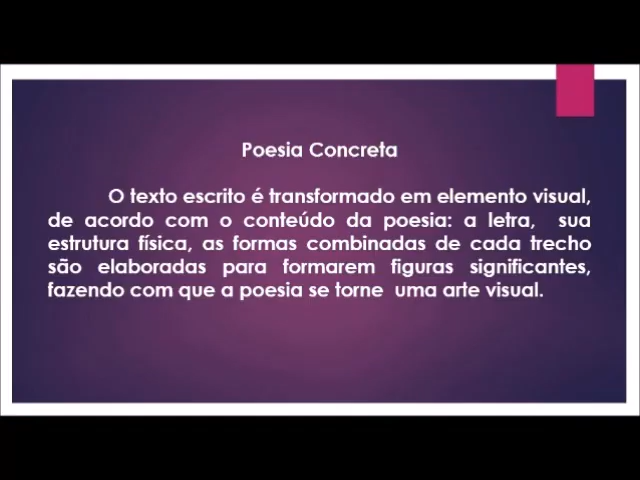 Poesia Concreta
O texto escrito é transformado em elemento visual,
de acordo com o conteúdo da poesia: a letra, sua
estrutura física, as formas combinadas de cada trecho
são elaboradas para formarem figuras significantes,
fazendo com que a poesia se torne uma arte visual.